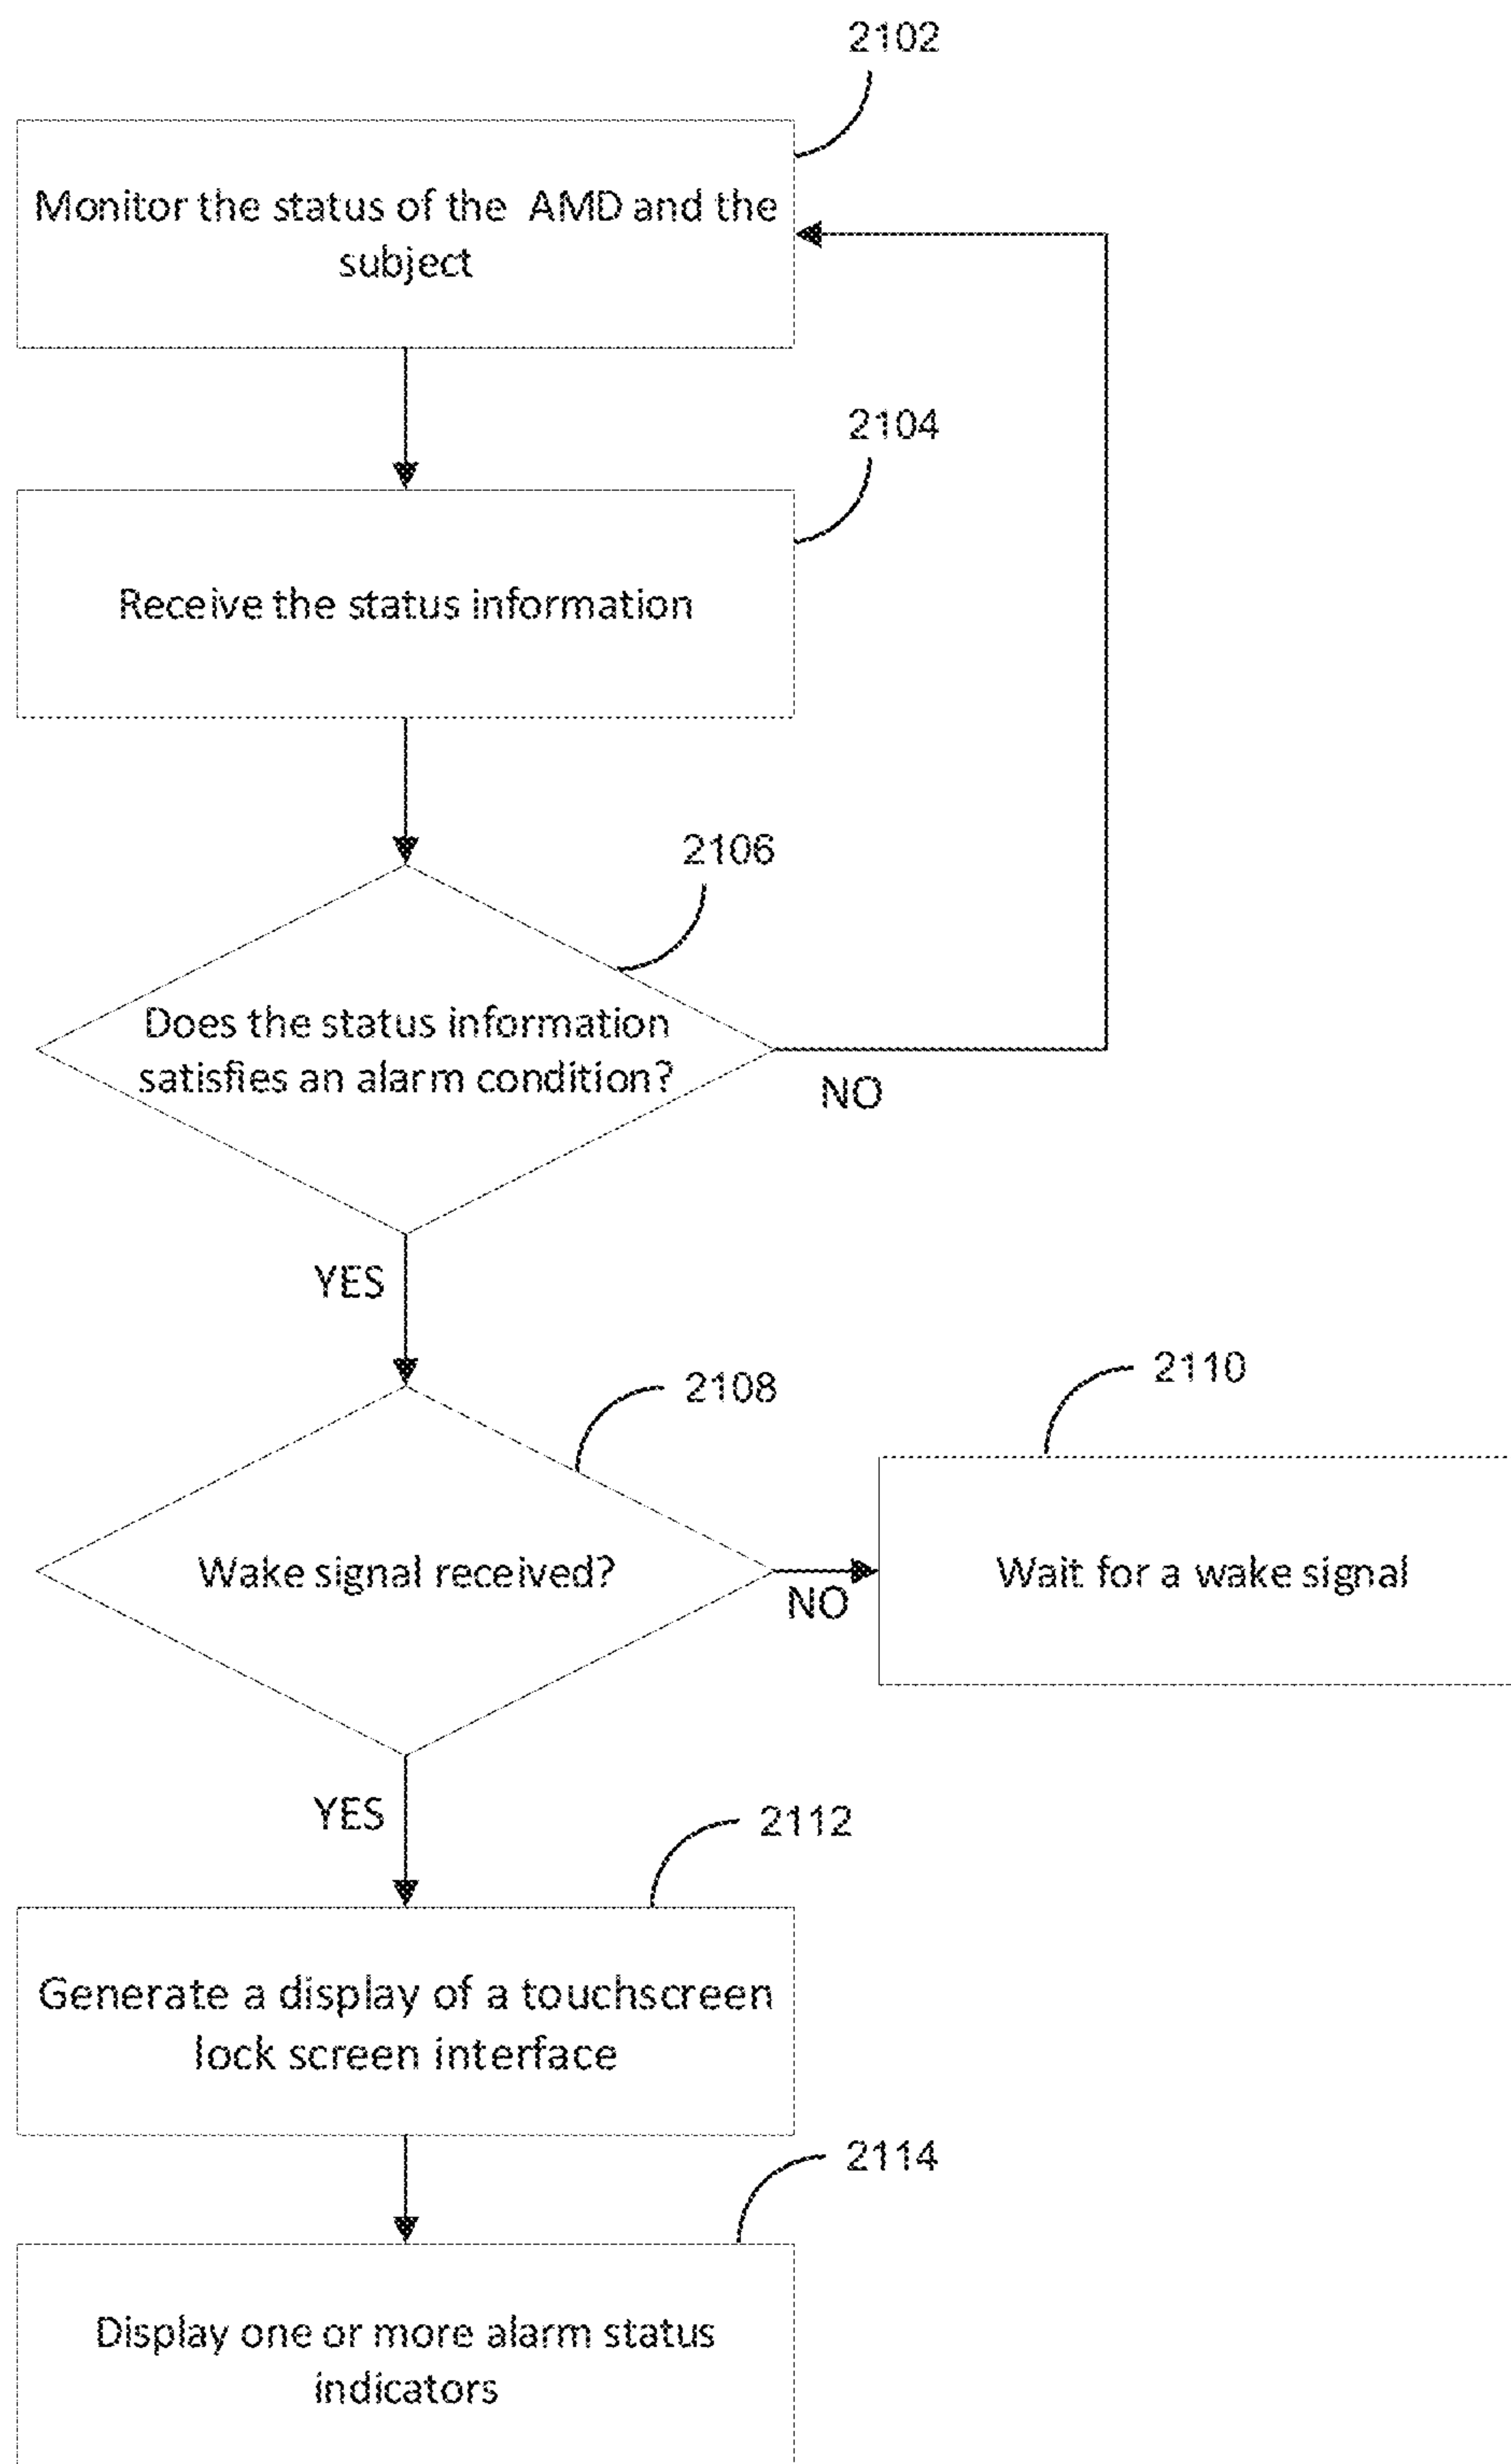 2102
Monitor the status of the AMD and the
subject
2104
Receive the status information
2106
Does the status information
satisfies an alarm condition?
NO
YES
2108
2110
Wake signal received?
NO
Wait for a wake signal
YES
2112
Generate a display of a touchscreen
lock screen interface
2114
Display one or more alarm status
indicators